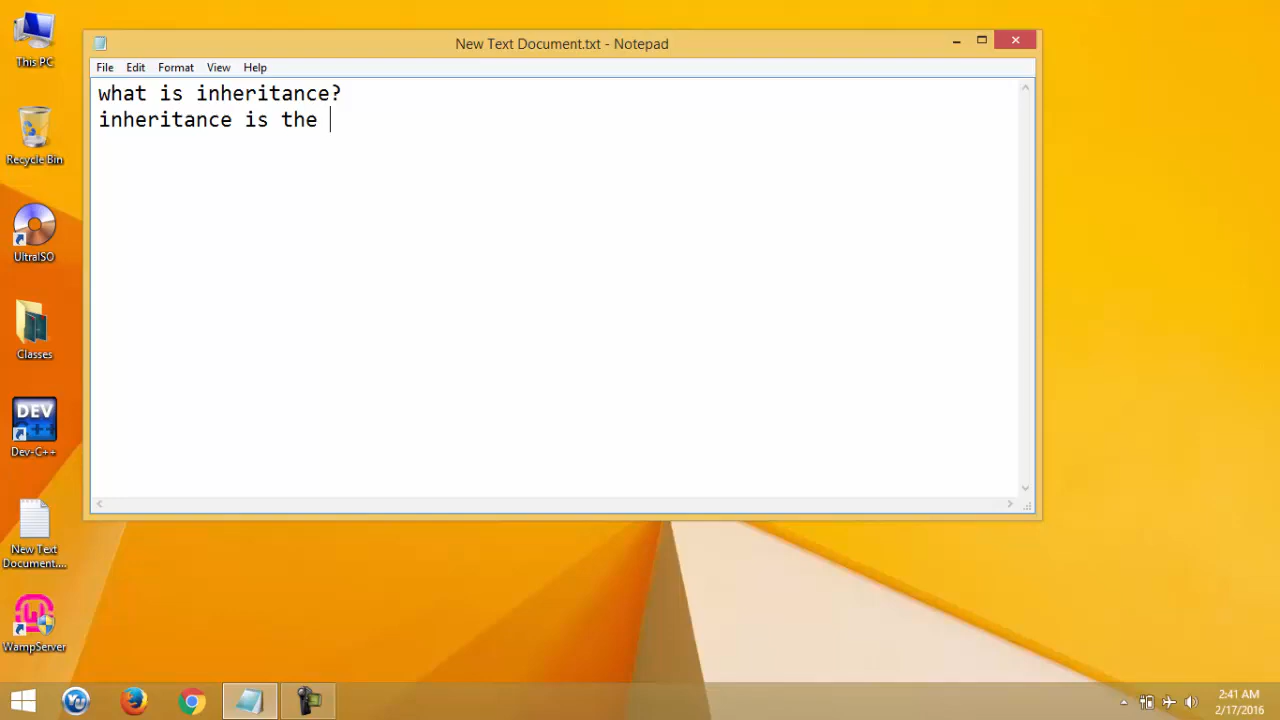 New Text Document.txt - Notepad
File Edit Format View Help
what is inheritance?
inheritance is the
This PC
Recycle Bin
UltraISO
Classes
DEV
C++
Dev-C++
New Text
Document....
WampServer
2:41 AM
2/17/2016